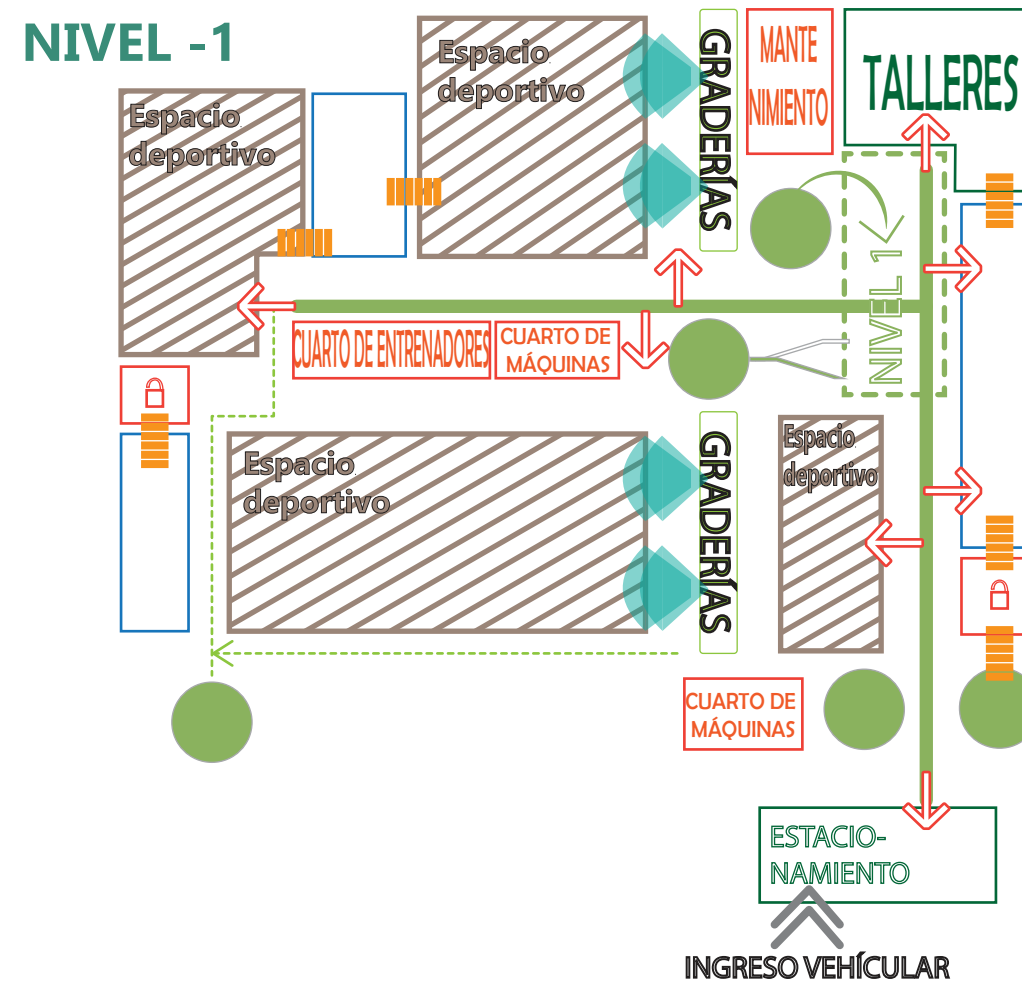 NIVEL -1
Espacio
deportivo
Espacio
deportivo
GRADERÍAS
MANTE
NIMIENTO
TALLERES
NIVEL 1
CUARTO DE ENTRENADORES
CUARTO DE
MÁQUINAS
Espacio
deportivo
GRADERÍAS
Espacio
deportivo
CUARTO DE
MÁQUINAS
ESTACIO-
NAMIENTO
INGRESO VEHÍCULAR